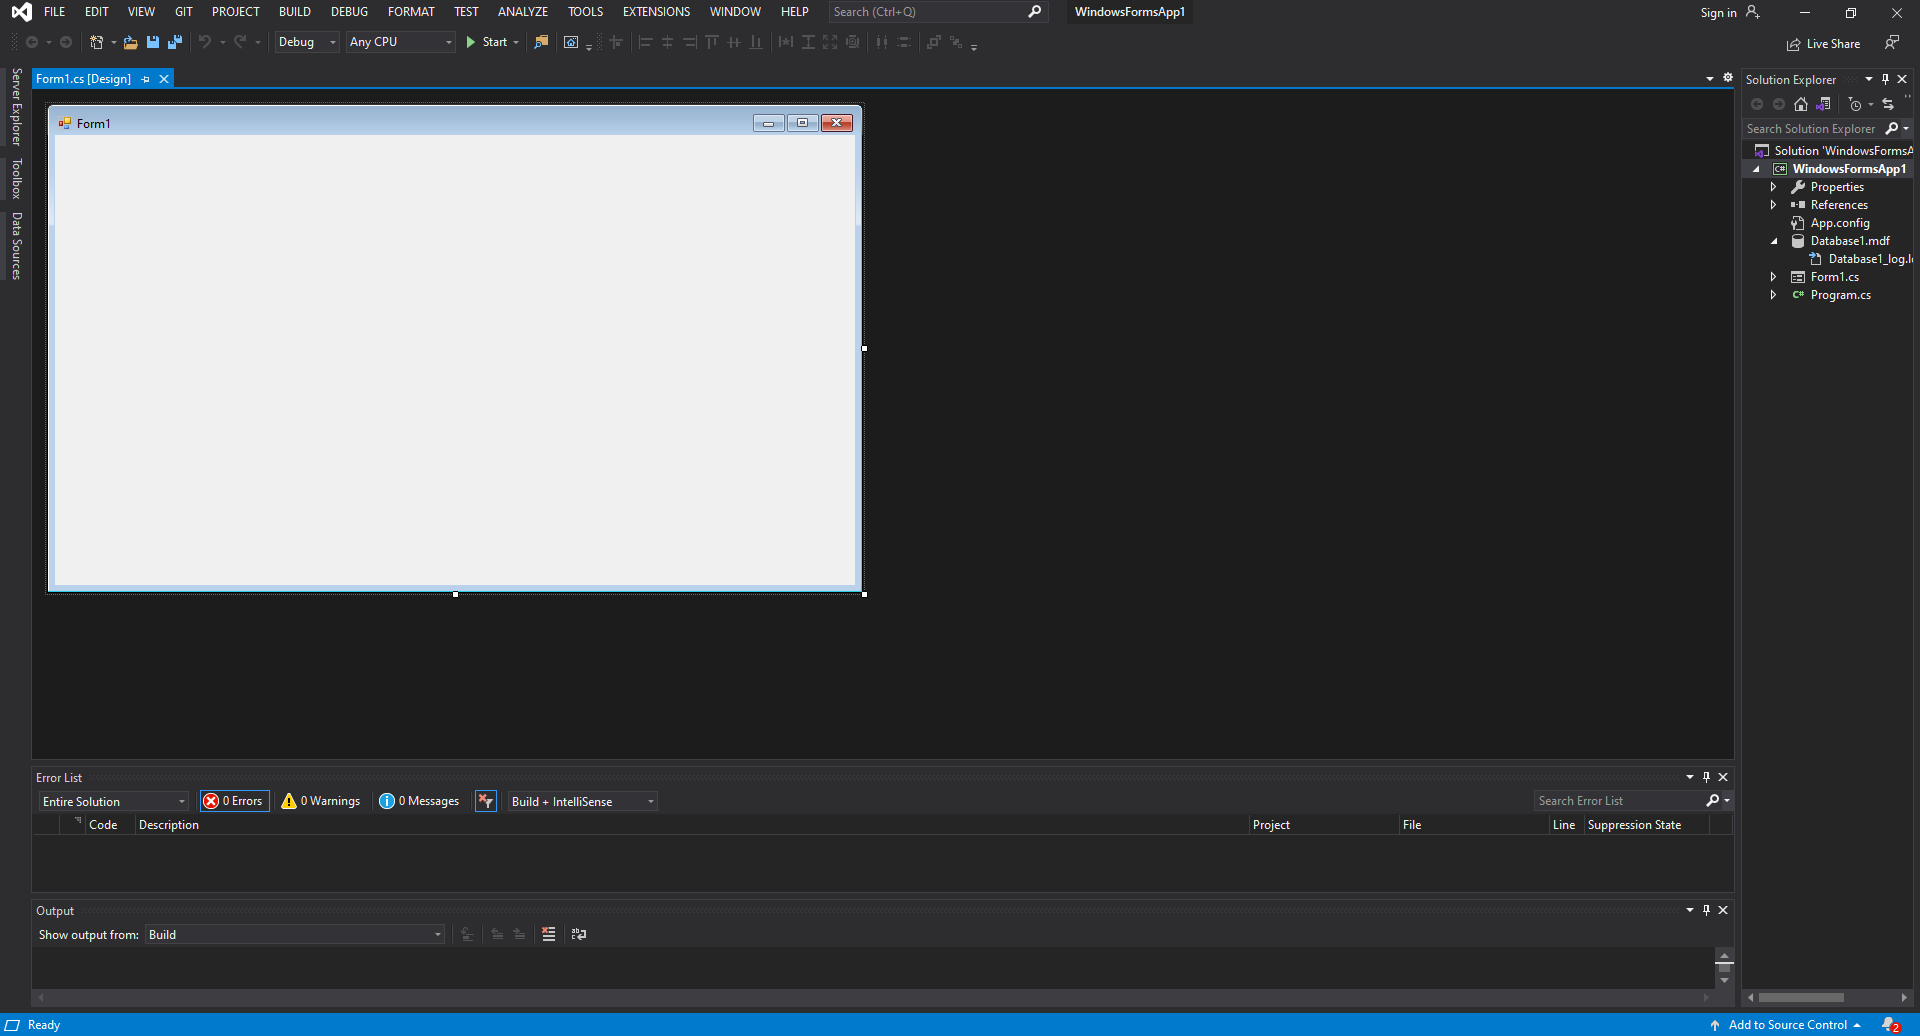 FILE EDIT VIEW GIT PROJECT BUILD DEBUG FORMAT TEST ANALYZE TOOLS EXTENSIONS WINDOW HELP Search (Ctrl+Q) WindowsFormsApp1 Sign in
Debug Any CPU Start Live Share
Server Explorer
Toolbox
Data Sources
Form1.cs [Design]
Form1
Solution Explorer
Search Solution Explorer
Solution 'WindowsFormsA
C# WindowsFormsApp1
Properties
References
App.config
Database1.mdf
Database1_log.l
Form1.cs
C# Program.cs
Error List
Entire Solution 0 Errors 0 Warnings 0 Messages Build + IntelliSense Search Error List
Code Description Project File Line Suppression State
Output
Show output from: Build
Ready Add to Source Control 2